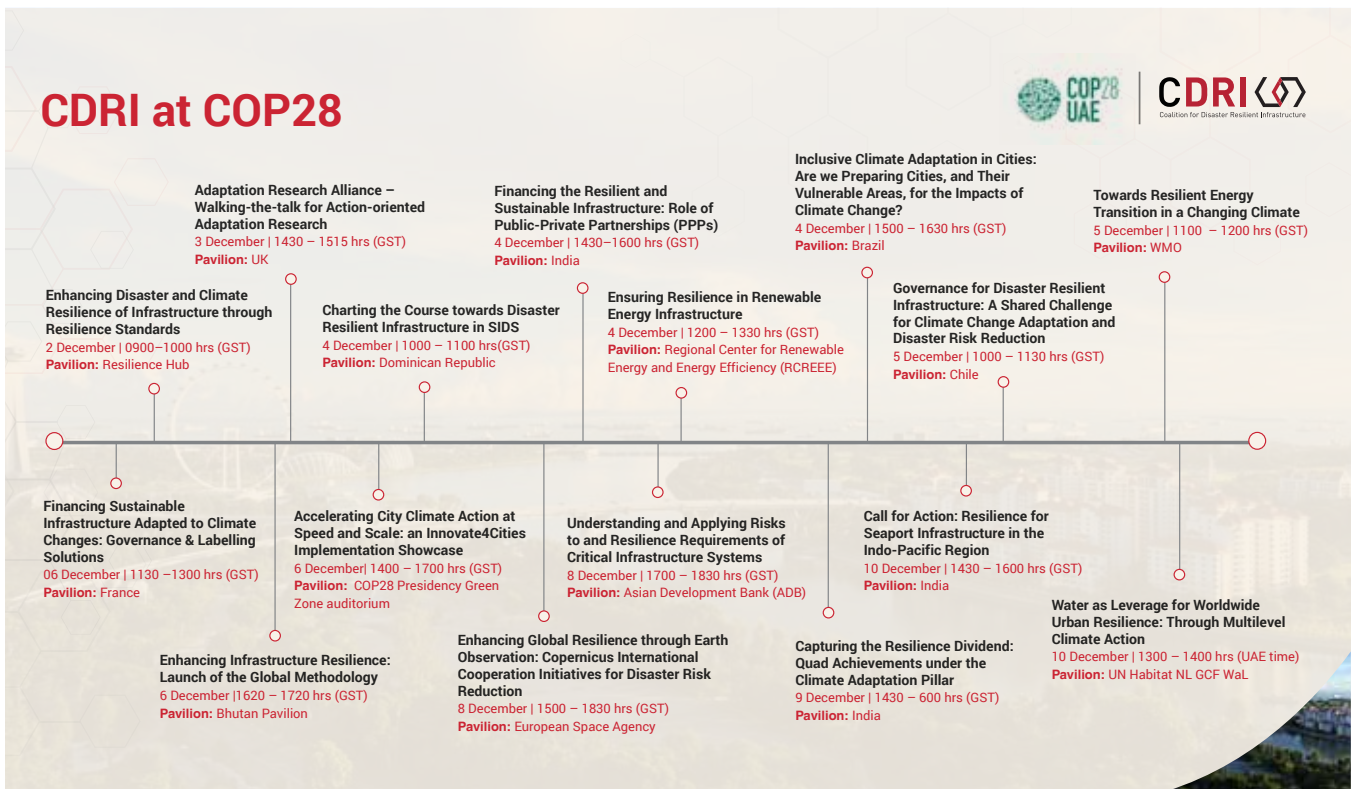 CDRI at COP28
COP28
UAE
CDRI
Coalition for Disaster Resilient Infrastructure
Enhancing Disaster and Climate
Resilience of Infrastructure through
Resilience Standards
2 December | 0900–1000 hrs (GST)
Pavilion: Resilience Hub
Adaptation Research Alliance –
Walking-the-talk for Action-oriented
Adaptation Research
3 December | 1430 – 1515 hrs (GST)
Pavilion: UK
Charting the Course towards Disaster
Resilient Infrastructure in SIDS
4 December | 1000 – 1100 hrs(GST)
Pavilion: Dominican Republic
Financing the Resilient and
Sustainable Infrastructure: Role of
Public-Private Partnerships (PPPs)
4 December | 1430–1600 hrs (GST)
Pavilion: India
Ensuring Resilience in Renewable
Energy Infrastructure
4 December | 1200 – 1330 hrs (GST)
Pavilion: Regional Center for Renewable
Energy and Energy Efficiency (RCREEE)
Inclusive Climate Adaptation in Cities:
Are we Preparing Cities, and Their
Vulnerable Areas, for the Impacts of
Climate Change?
4 December | 1500 – 1630 hrs (GST)
Pavilion: Brazil
Governance for Disaster Resilient
Infrastructure: A Shared Challenge
for Climate Change Adaptation and
Disaster Risk Reduction
5 December | 1000 – 1130 hrs (GST)
Pavilion: Chile
Towards Resilient Energy
Transition in a Changing Climate
5 December | 1100 – 1200 hrs (GST)
Pavilion: WMO
Financing Sustainable
Infrastructure Adapted to Climate
Changes: Governance & Labelling
Solutions
06 December | 1130 –1300 hrs (GST)
Pavilion: France
Enhancing Infrastructure Resilience:
Launch of the Global Methodology
6 December |1620 – 1720 hrs (GST)
Pavilion: Bhutan Pavilion
Accelerating City Climate Action at
Speed and Scale: an Innovate4Cities
Implementation Showcase
6 December| 1400 – 1700 hrs (GST)
Pavilion: COP28 Presidency Green
Zone auditorium
Enhancing Global Resilience through Earth
Observation: Copernicus International
Cooperation Initiatives for Disaster Risk
Reduction
8 December | 1500 – 1830 hrs (GST)
Pavilion: European Space Agency
Understanding and Applying Risks
to and Resilience Requirements of
Critical Infrastructure Systems
8 December | 1700 – 1830 hrs (GST)
Pavilion: Asian Development Bank (ADB)
Capturing the Resilience Dividend:
Quad Achievements under the
Climate Adaptation Pillar
9 December | 1430 – 600 hrs (GST)
Pavilion: India
Call for Action: Resilience for
Seaport Infrastructure in the
Indo-Pacific Region
10 December | 1430 – 1600 hrs (GST)
Pavilion: India
Water as Leverage for Worldwide
Urban Resilience: Through Multilevel
Climate Action
10 December | 1300 – 1400 hrs (UAE time)
Pavilion: UN Habitat NL GCF WaL